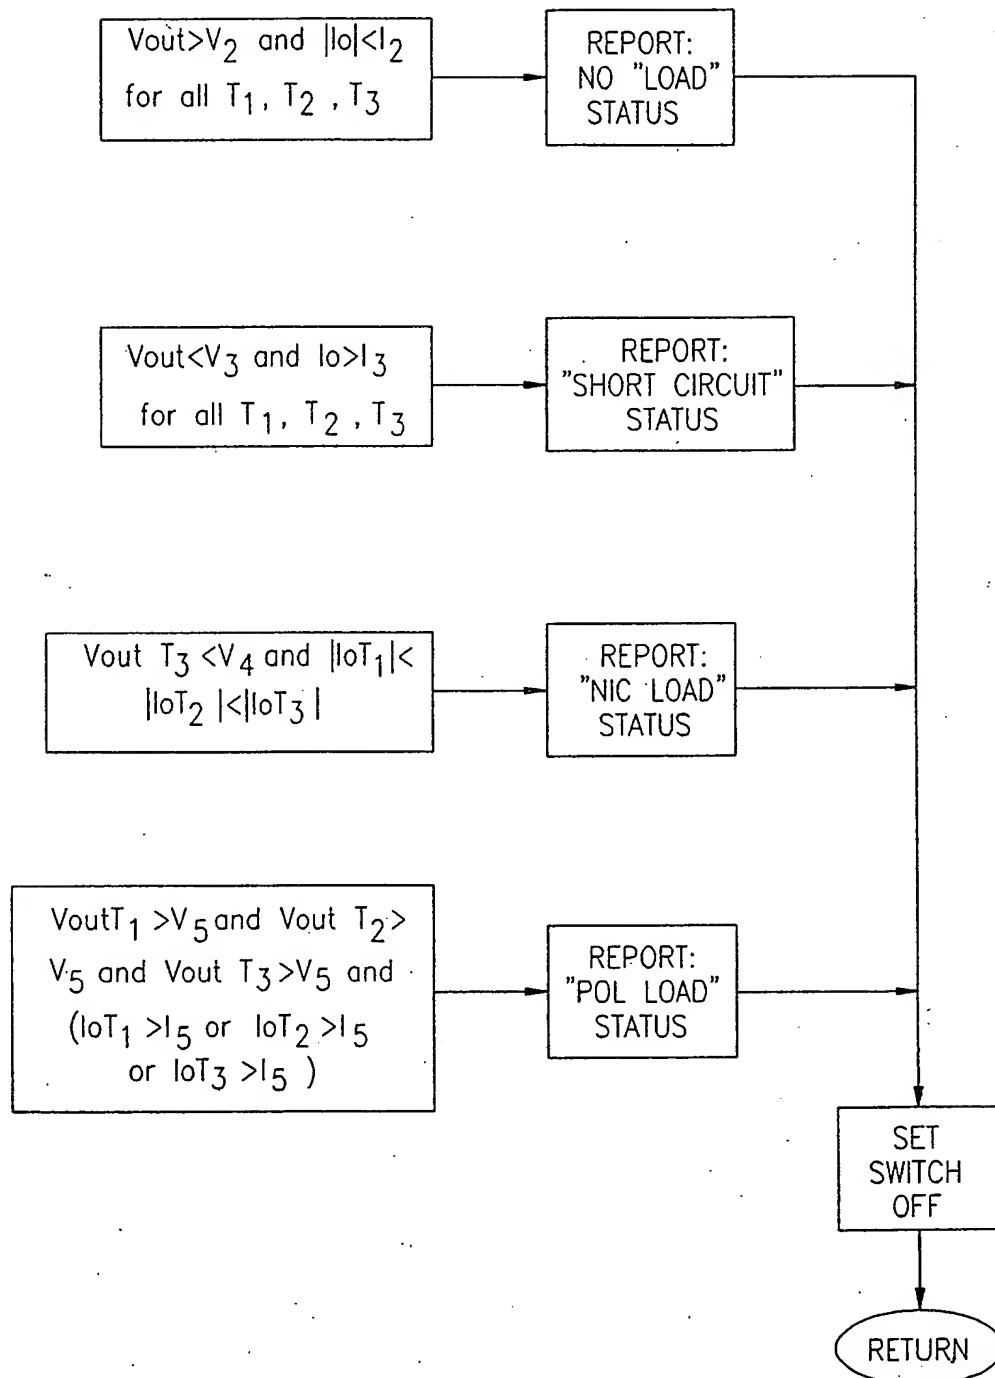 Vout>V2 and |Io|<I2
for all T1, T2 , T3
REPORT:
NO "LOAD"
STATUS
Vout<V3 and Io>I3
for all T1, T2 , T3
REPORT:
"SHORT CIRCUIT"
STATUS
Vout T3 <V4 and |IoT1|<
|IoT2 |<|IoT3 |
REPORT:
"NIC LOAD"
STATUS
VoutT1 >V5 and Vout T2>
V5 and Vout T3 >V5 and
(IoT1 >I5 or IoT2 >I5
or IoT3 >I5 )
REPORT:
"POL LOAD"
STATUS
SET
SWITCH
OFF
RETURN